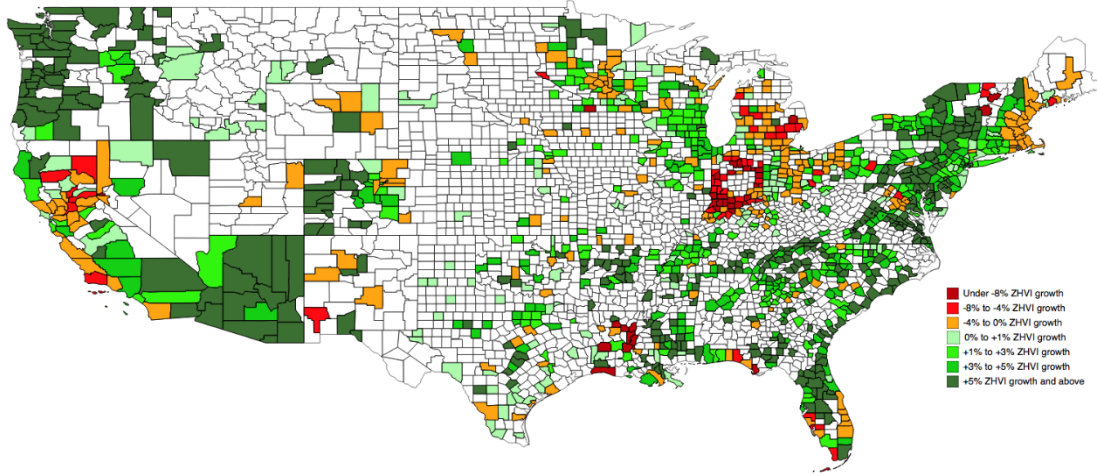 Under -8% ZHVI growth
-8% to -4% ZHVI growth
-4% to 0% ZHVI growth
0% to +1% ZHVI growth
+1% to +3% ZHVI growth
+3% to +5% ZHVI growth
+5% ZHVI growth and above